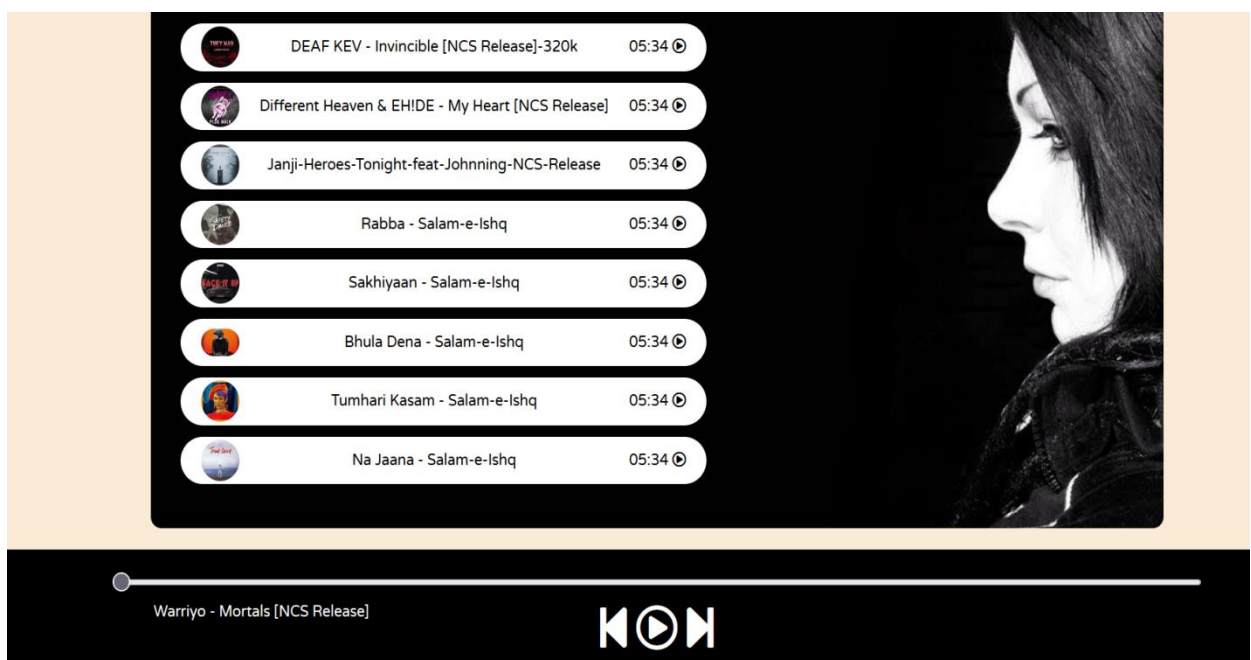 DEAF KEV - Invincible [NCS Release]-320k 05:34
Different Heaven & EH!DE - My Heart [NCS Release] 05:34
Janji-Heroes-Tonight-feat-Johnning-NCS-Release 05:34
Rabba - Salam-e-Ishq 05:34
Sakhiyaan - Salam-e-Ishq 05:34
Bhula Dena - Salam-e-Ishq 05:34
Tumhari Kasam - Salam-e-Ishq 05:34
True Love
Na Jaana - Salam-e-Ishq 05:34
Warriyo - Mortals [NCS Release]